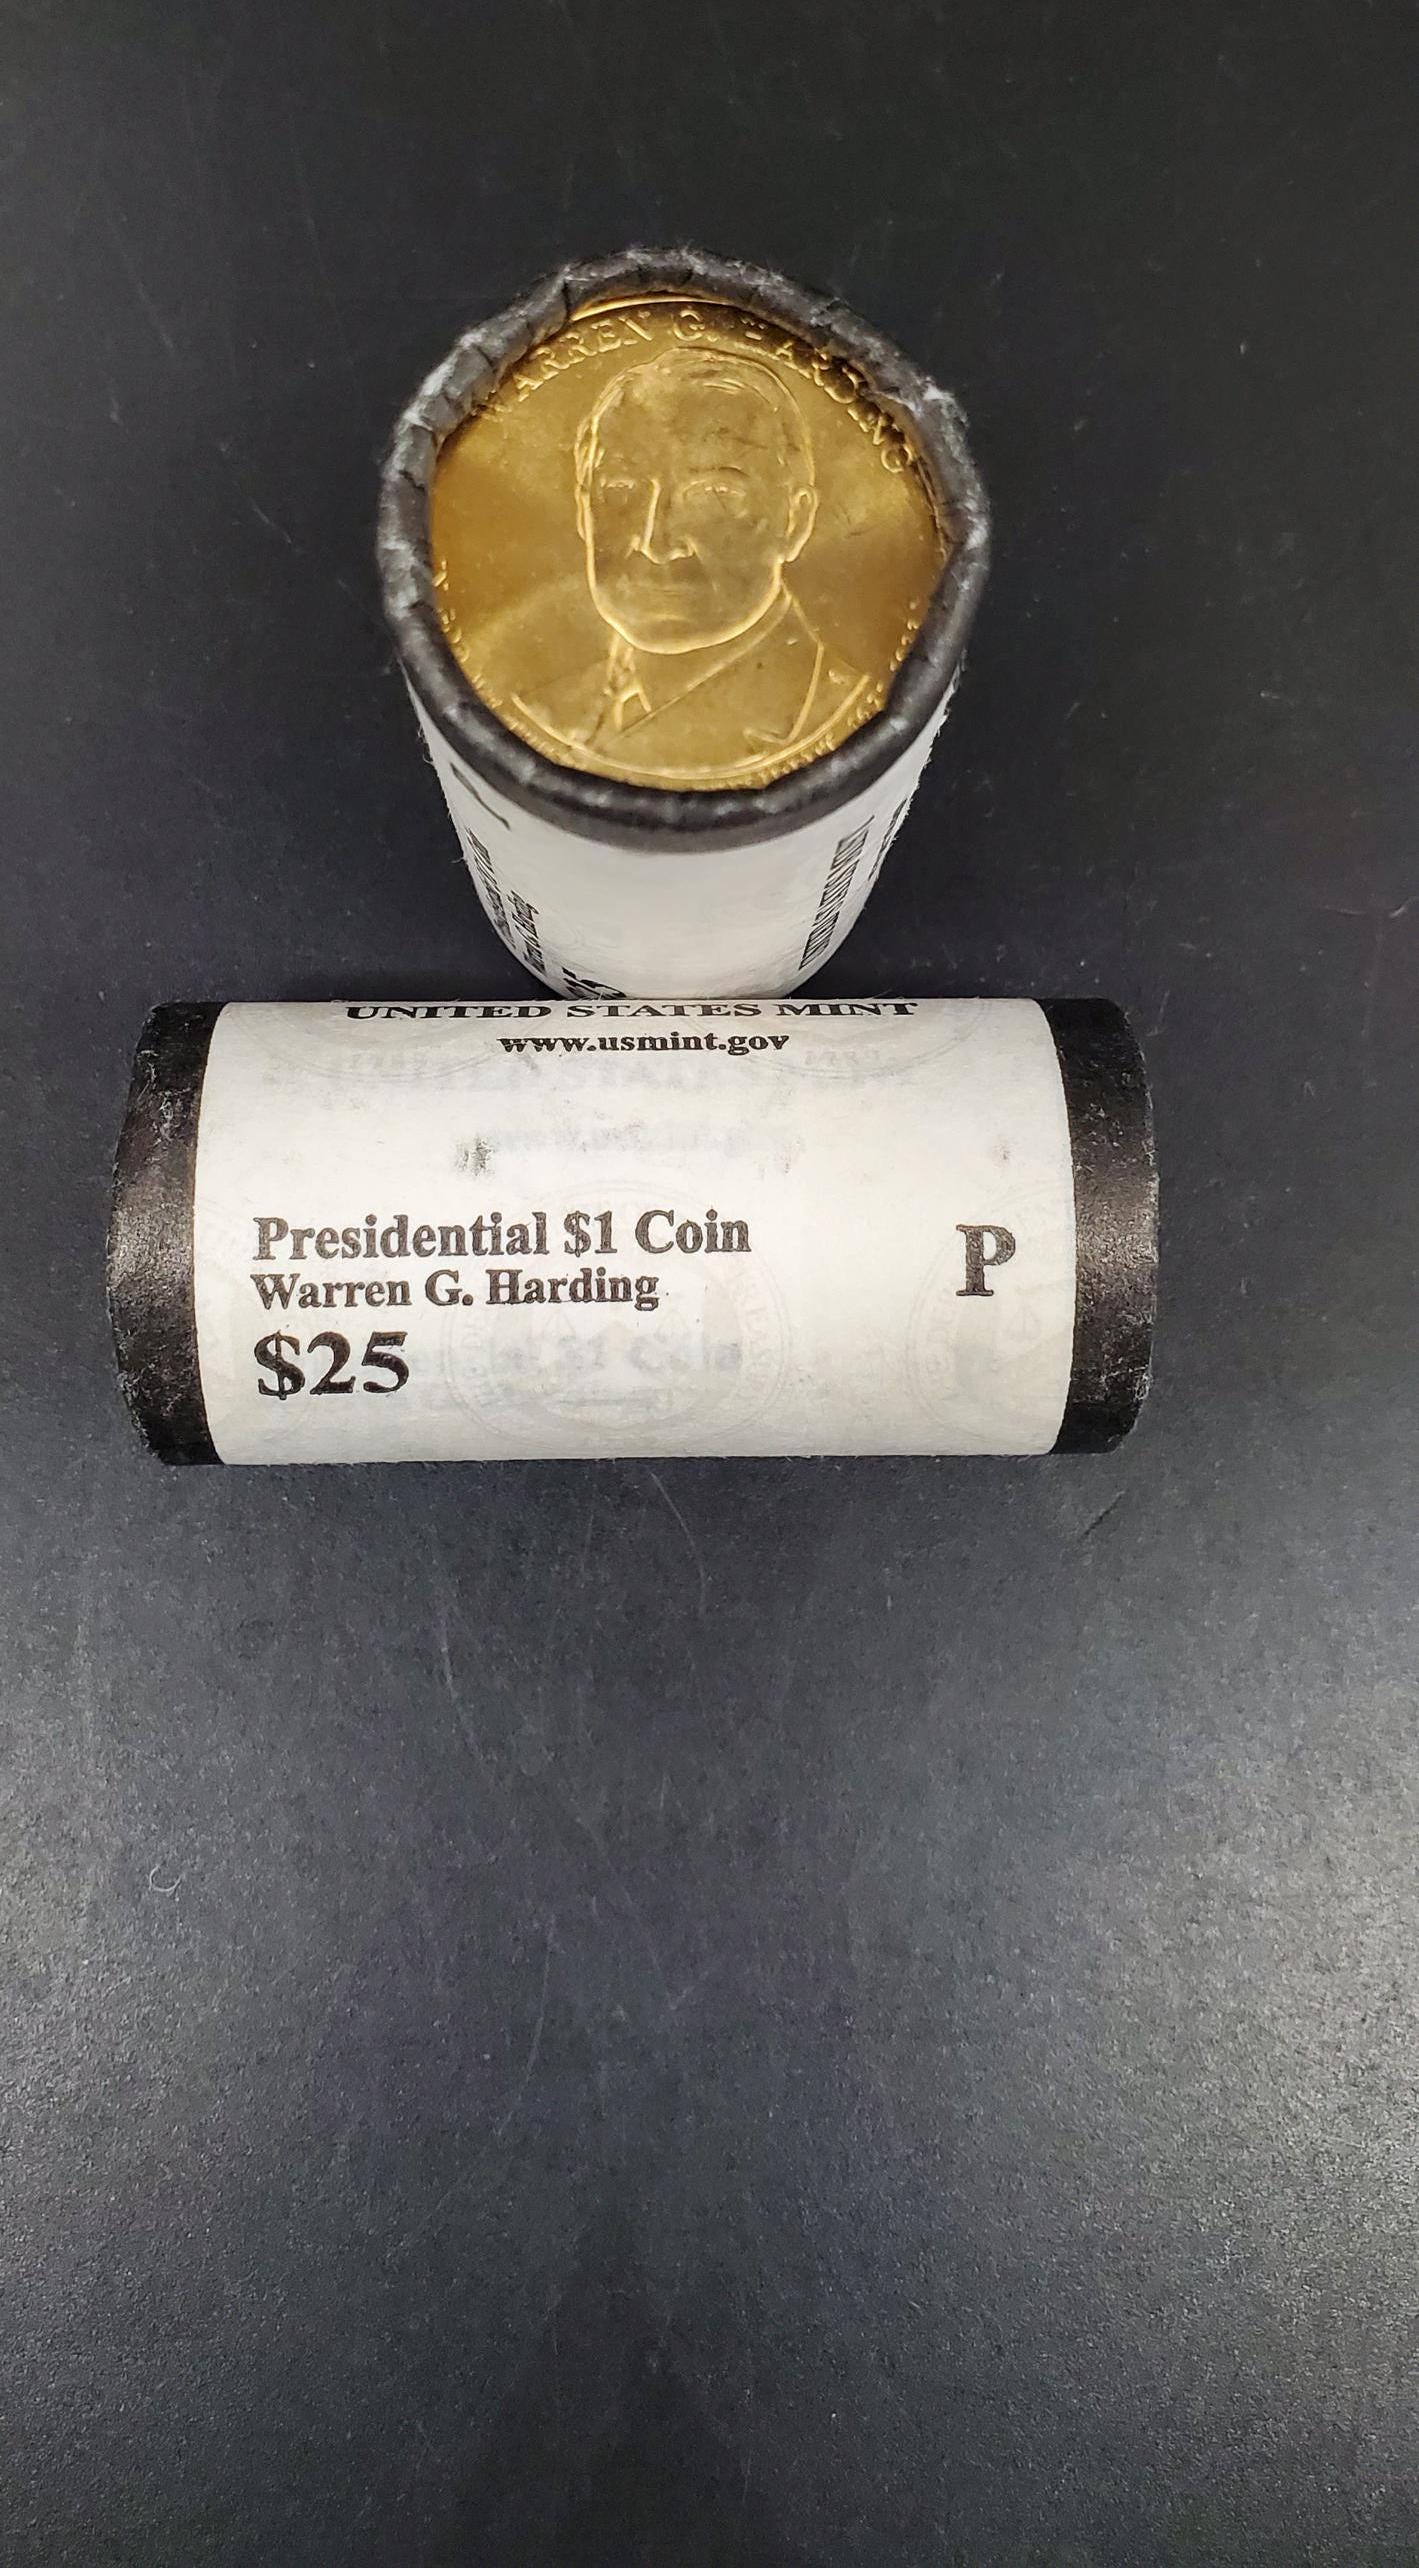 WARREN G. HARDING
UNITED STATES MINT
www.usmint.gov
Presidential $1 Coin
Warren G. Harding
$25
P